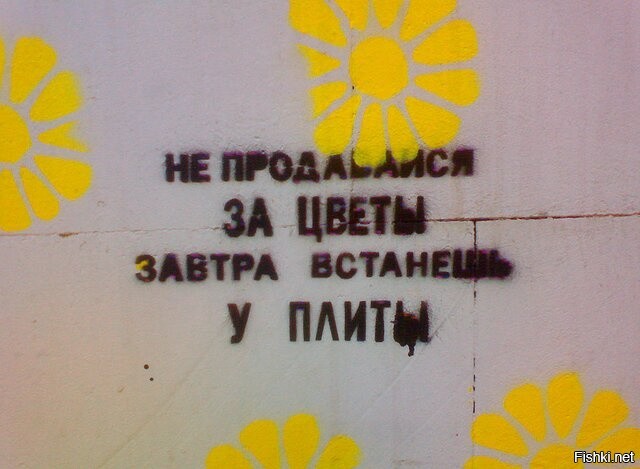 НЕ ПРОДАВАЙСЯ
ЗА ЦВЕТЫ
ЗАВТРА ВСТАНЕШЬ
У ПЛИТЫ
Fishki.net